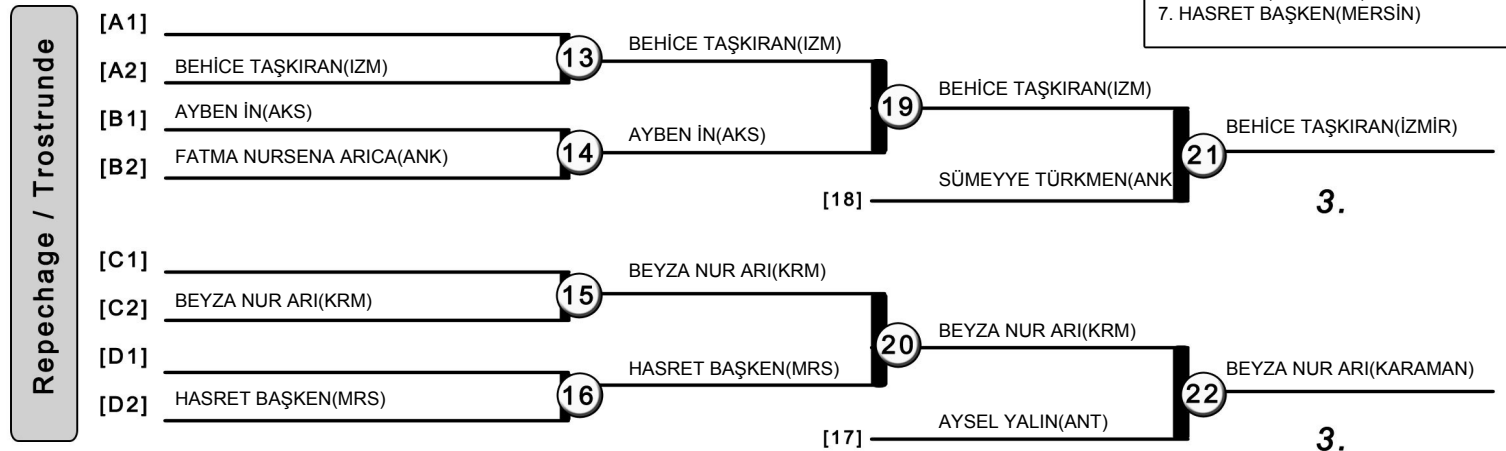 7. HASRET BAŞKEN(MERSİN)
Repechage / Trostrunde
[A1]
[A2] BEHİCE TAŞKIRAN(IZM)
13
BEHİCE TAŞKIRAN(IZM)
[B1] AYBEN İN(AKS)
[B2] FATMA NURSENA ARICA(ANK)
14
AYBEN İN(AKS)
19
BEHİCE TAŞKIRAN(IZM)
[18] SÜMEYYE TÜRKMEN(ANK
21
BEHİCE TAŞKIRAN(İZMİR)
3.
[C1]
[C2] BEYZA NUR ARI(KRM)
15
BEYZA NUR ARI(KRM)
[D1]
[D2] HASRET BAŞKEN(MRS)
16
HASRET BAŞKEN(MRS)
20
BEYZA NUR ARI(KRM)
[17] AYSEL YALIN(ANT)
22
BEYZA NUR ARI(KARAMAN)
3.